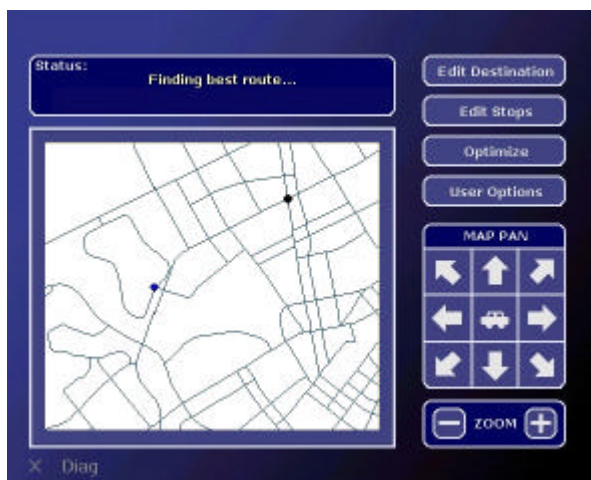 Status:
Finding best route...
Edit Destination
Edit Stops
Optimize
User Options
MAP PAN
ZOOM
X Diag